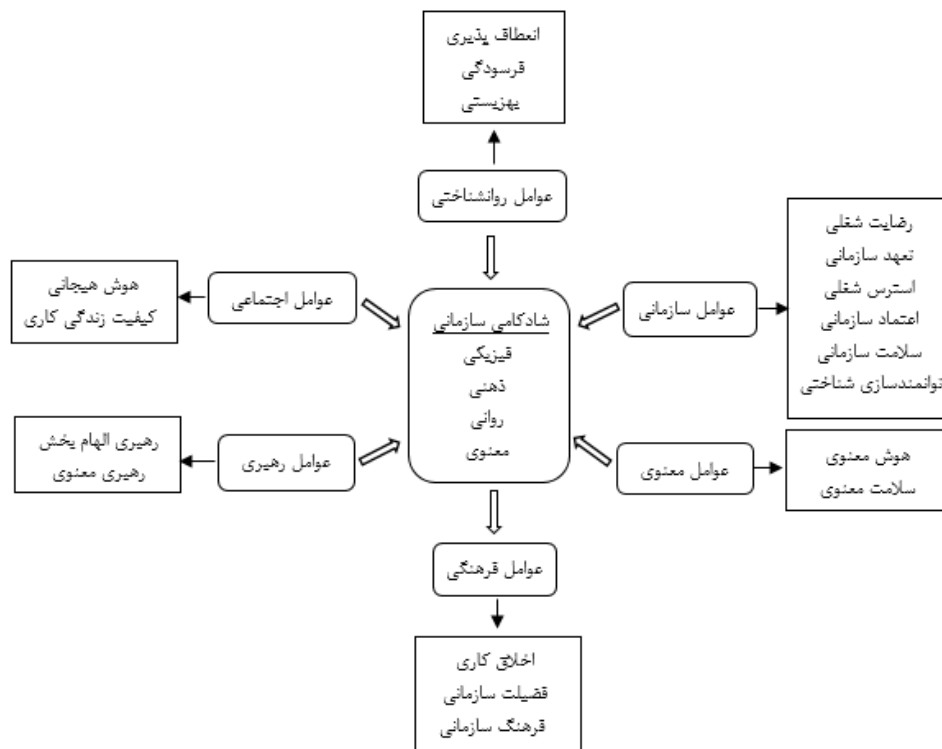 انعطاف پذیری
فرسودگی
بهزیستی
عوامل روانشناختی
رضایت شغلی
تعهد سازمانی
استرس شغلی
اعتماد سازمانی
سلامت سازمانی
توانمندسازی شناختی
عوامل سازمانی
هوش هیجانی
کیفیت زندگی کاری
عوامل اجتماعی
شادکامی سازمانی
فیزیکی
ذهنی
روانی
معنوی
رهبری الهام بخش
رهبری معنوی
عوامل رهبری
عوامل معنوی
هوش معنوی
سلامت معنوی
عوامل فرهنگی
اخلاق کاری
فضیلت سازمانی
فرهنگ سازمانی